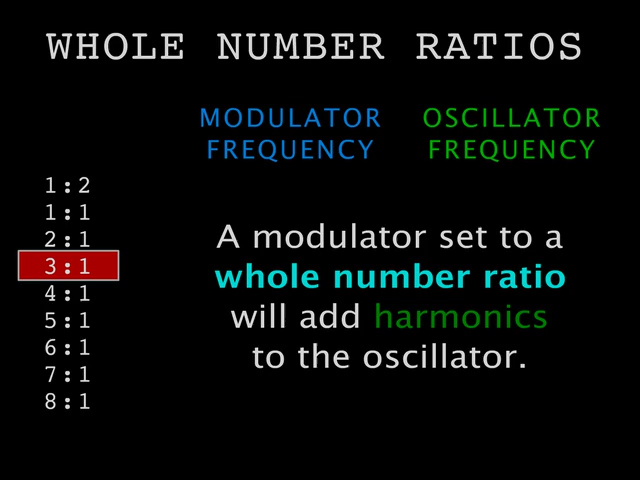 WHOLE NUMBER RATIOS
MODULATOR FREQUENCY
OSCILLATOR FREQUENCY
1:2
1:1
2:1
3:1
4:1
5:1
6:1
7:1
8:1
A modulator set to a
whole number ratio
will add harmonics
to the oscillator.